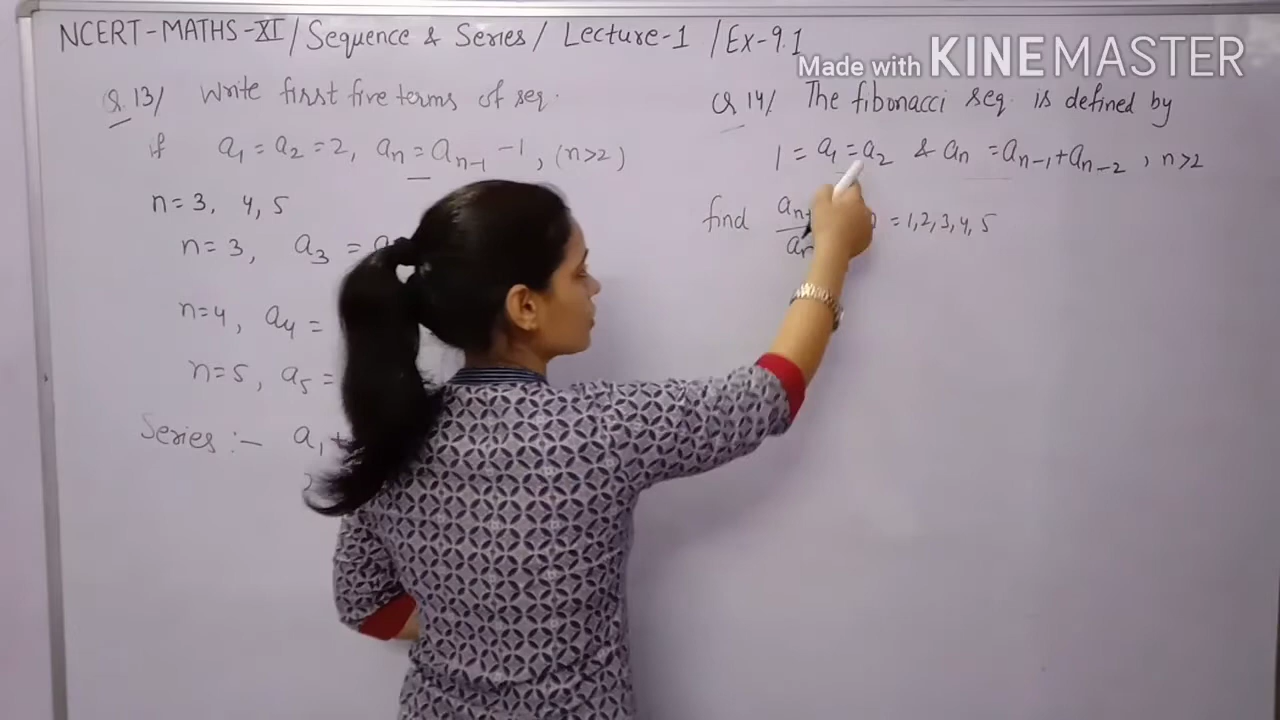 NCERT-MATHS-XI / Sequence & Series / Lecture-1 / Ex-9.1
Made with KINEMASTER
Q.13/ Write first five terms of seq.
if a₁ = a₂ = 2, aₙ = aₙ₋₁ -1, (n>2)
n=3, 4, 5
n=3, a₃ =
n=4, a₄ =
n=5, a₅ =
Series :- a₁+
Q 14/ The fibonacci seq. is defined by
1 = a₁ = a₂ & aₙ = aₙ₋₁ + aₙ₋₂, n>2
find = 1,2,3,4,5